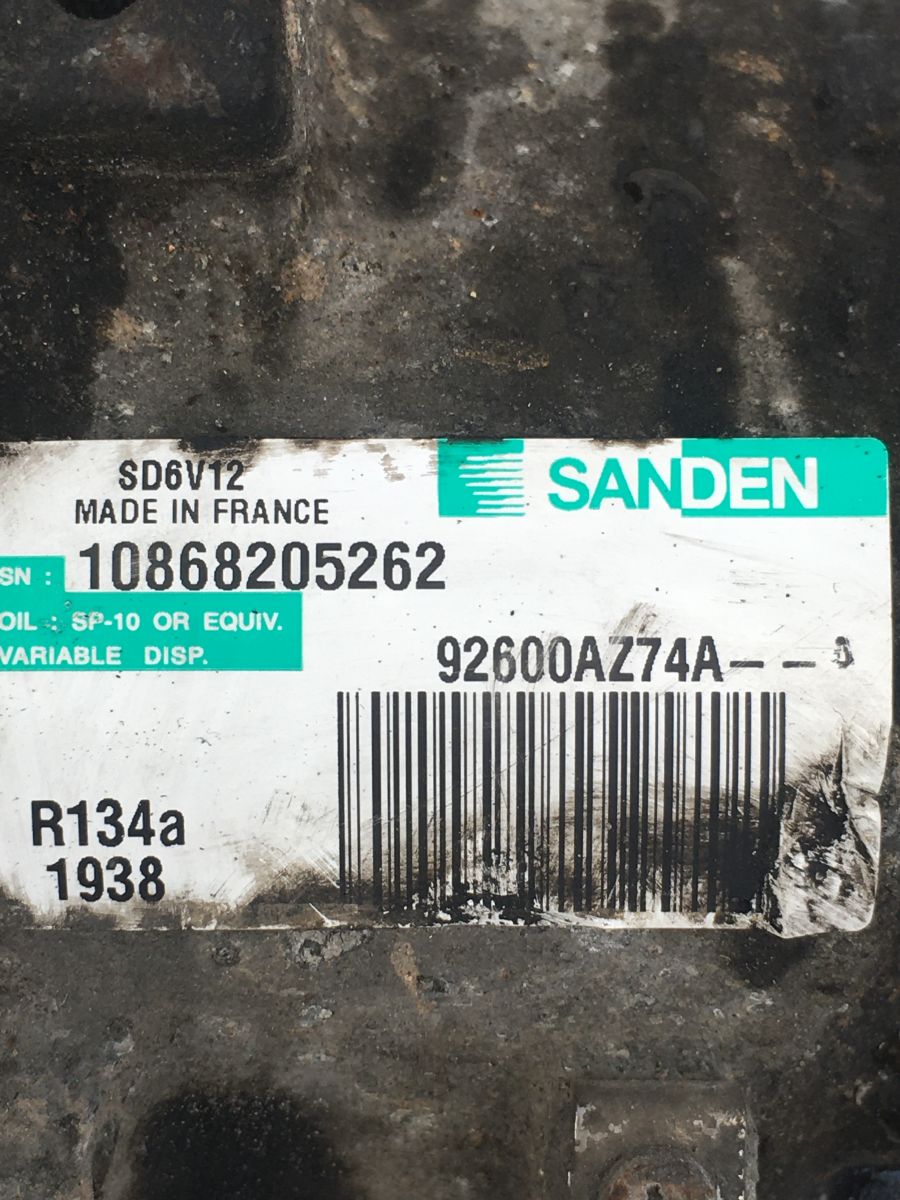 SD6V12
SANDEN
MADE IN FRANCE
SN : 10868205262
OIL : SP-10 OR EQUIV.
VARIABLE DISP.
92600AZ74A--
R134a
1938